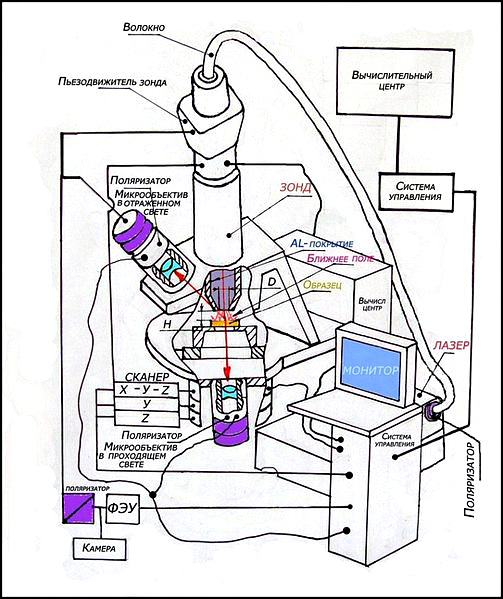 Волокно
Пьезодвижитель зонда
Вычислительный
центр
Поляризатор
Микрообъектив
в отраженном
свете
Система
управления
ЗОНД
AL-покрытие
Ближнее поле
Образец
D
H
Вычисл
центр
ЛАЗЕР
МОНИТОР
СКАНЕР
X -Y-Z
У
Z
Система
управления
Поляризатор
Микрообъектив
в проходящем
свете
Поляризатор
поляризатор
ФЭУ
Камера